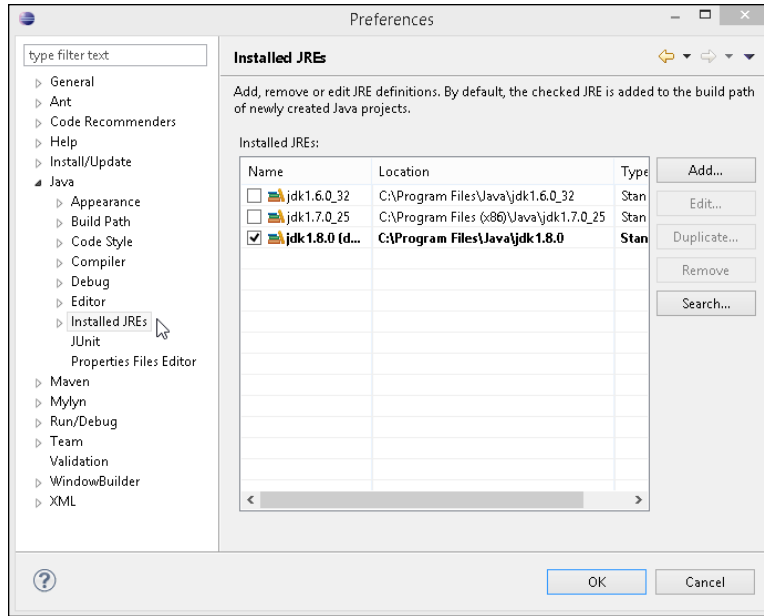 Preferences
type filter text
General
Ant
Code Recommenders
Help
Install/Update
Java
Appearance
Build Path
Code Style
Compiler
Debug
Editor
Installed JREs
JUnit
Properties Files Editor
Maven
Mylyn
Run/Debug
Team
Validation
WindowBuilder
XML
Installed JREs
Add, remove or edit JRE definitions. By default, the checked JRE is added to the build path
of newly created Java projects.
Installed JREs:
Name Location Type
jdk1.6.0_32 C:\Program Files\Java\jdk1.6.0_32 Stan
jdk1.7.0_25 C:\Program Files (x86)\Java\jdk1.7.0_25 Stan
jdk1.8.0 (d... C:\Program Files\Java\jdk1.8.0 Stan
Add...
Edit...
Duplicate...
Remove
Search...
?
OK
Cancel